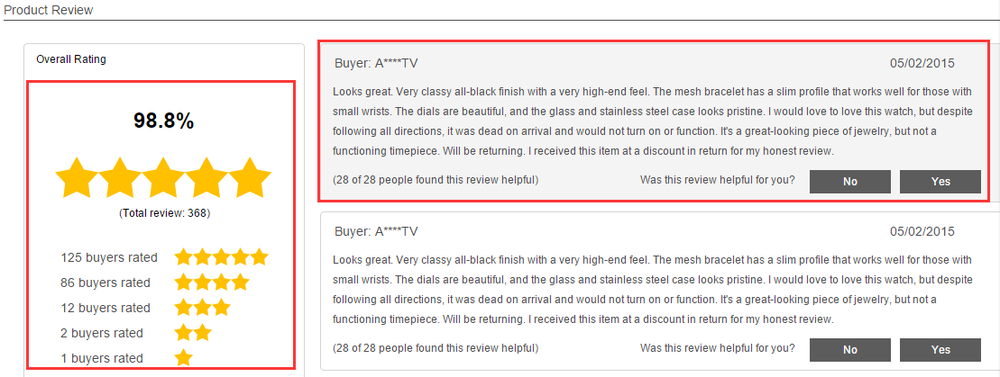 Product Review
Overall Rating
98.8%
(Total review: 368)
125 buyers rated
86 buyers rated
12 buyers rated
2 buyers rated
1 buyers rated
Buyer: A****TV 05/02/2015
Looks great. Very classy all-black finish with a very high-end feel. The mesh bracelet has a slim profile that works well for those with
small wrists. The dials are beautiful, and the glass and stainless steel case looks pristine. I would love to love this watch, but despite
following all directions, it was dead on arrival and would not turn on or function. It's a great-looking piece of jewelry, but not a
functioning timepiece. Will be returning. I received this item at a discount in return for my honest review.
(28 of 28 people found this review helpful) Was this review helpful for you? No Yes
Buyer: A****TV 05/02/2015
Looks great. Very classy all-black finish with a very high-end feel. The mesh bracelet has a slim profile that works well for those with
small wrists. The dials are beautiful, and the glass and stainless steel case looks pristine. I would love to love this watch, but despite
following all directions, it was dead on arrival and would not turn on or function. It's a great-looking piece of jewelry, but not a
functioning timepiece. Will be returning. I received this item at a discount in return for my honest review.
(28 of 28 people found this review helpful) Was this review helpful for you? No Yes